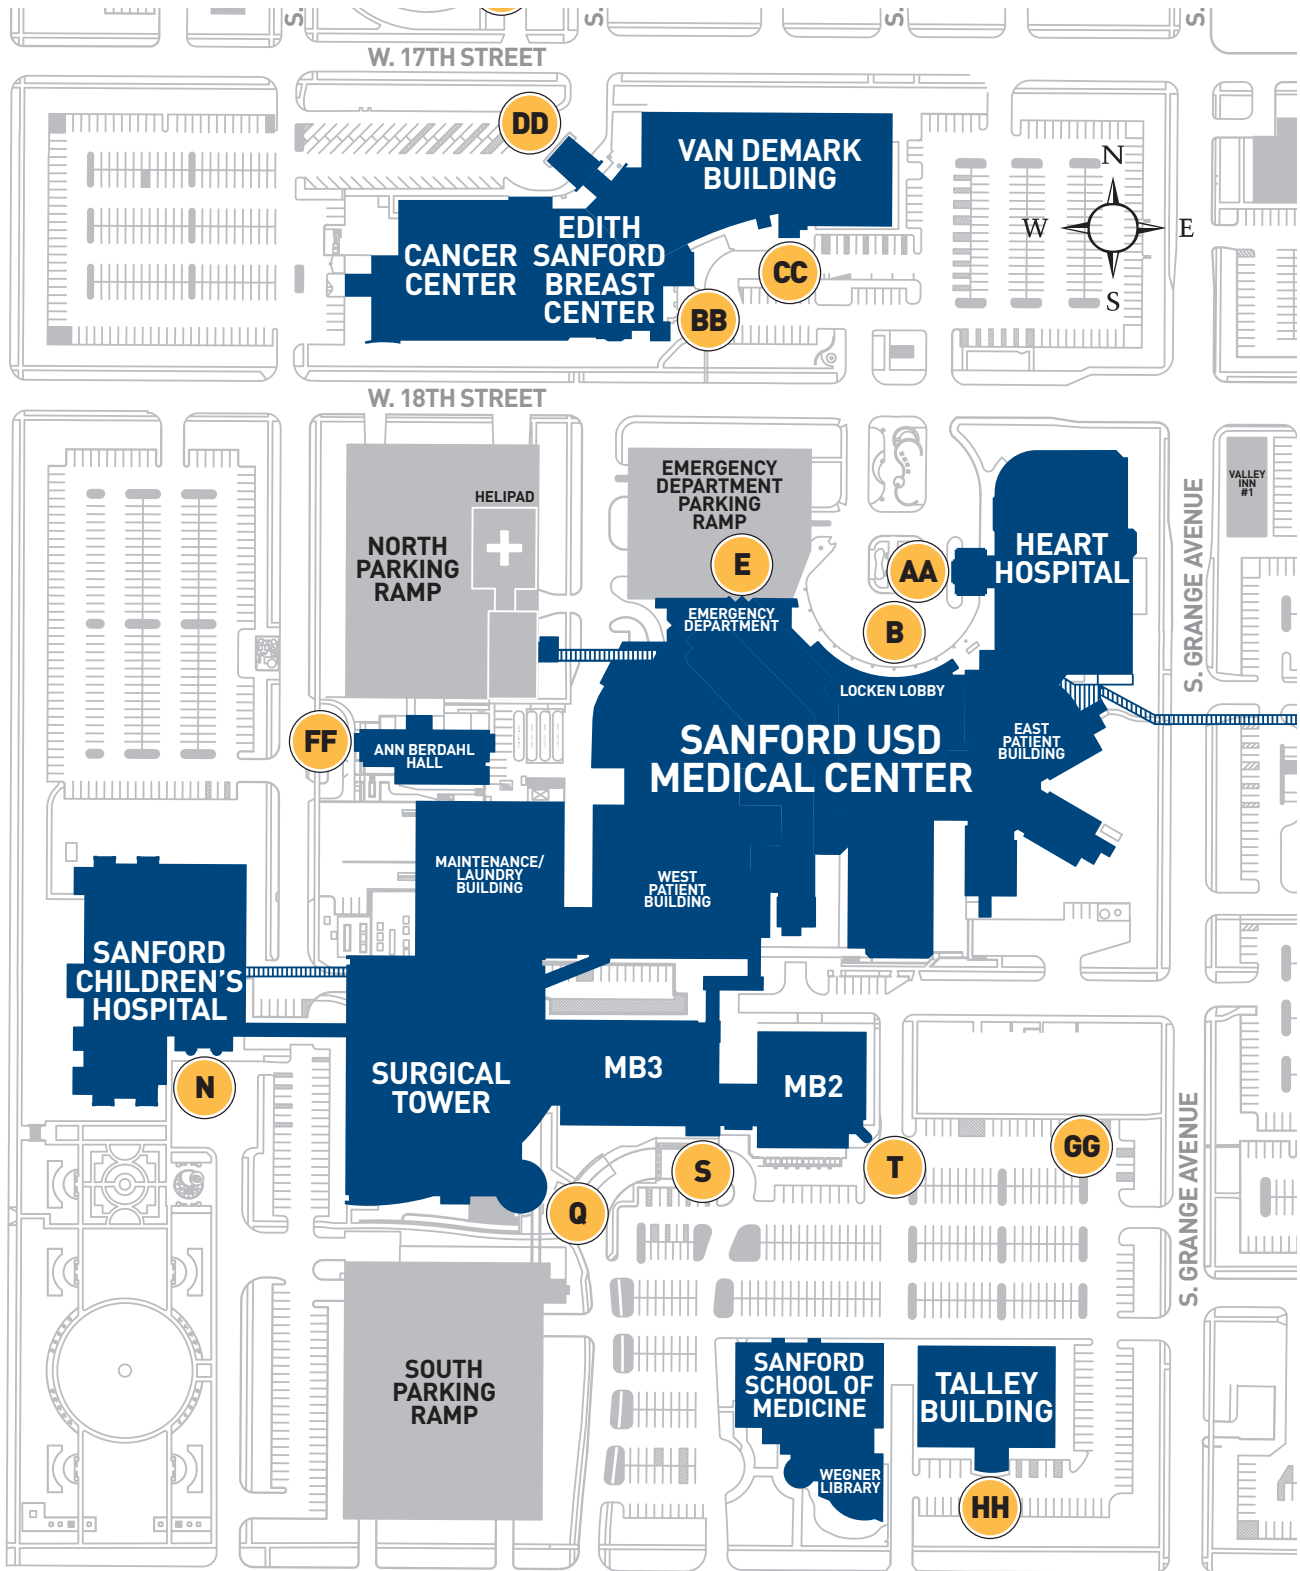 S.
S.
S.
S.
W. 17TH STREET
DD
VAN DEMARK
BUILDING
N
W
E
S
EDITH
SANFORD
BREAST
CENTER
CANCER
CENTER
CC
BB
W. 18TH STREET
HELIPAD
NORTH
PARKING
RAMP
EMERGENCY
DEPARTMENT
PARKING
RAMP
E
AA
B
HEART
HOSPITAL
VALLEY
INN
#1
S. GRANGE AVENUE
EMERGENCY
DEPARTMENT
LOCKEN LOBBY
FF
ANN BERDAHL
HALL
SANFORD USD
MEDICAL CENTER
EAST
PATIENT
BUILDING
MAINTENANCE/
LAUNDRY
BUILDING
WEST
PATIENT
BUILDING
SANFORD
CHILDREN'S
HOSPITAL
N
SURGICAL
TOWER
MB3
MB2
S
T
GG
Q
S. GRANGE AVENUE
SOUTH
PARKING
RAMP
SANFORD
SCHOOL OF
MEDICINE
WEGNER
LIBRARY
TALLEY
BUILDING
HH